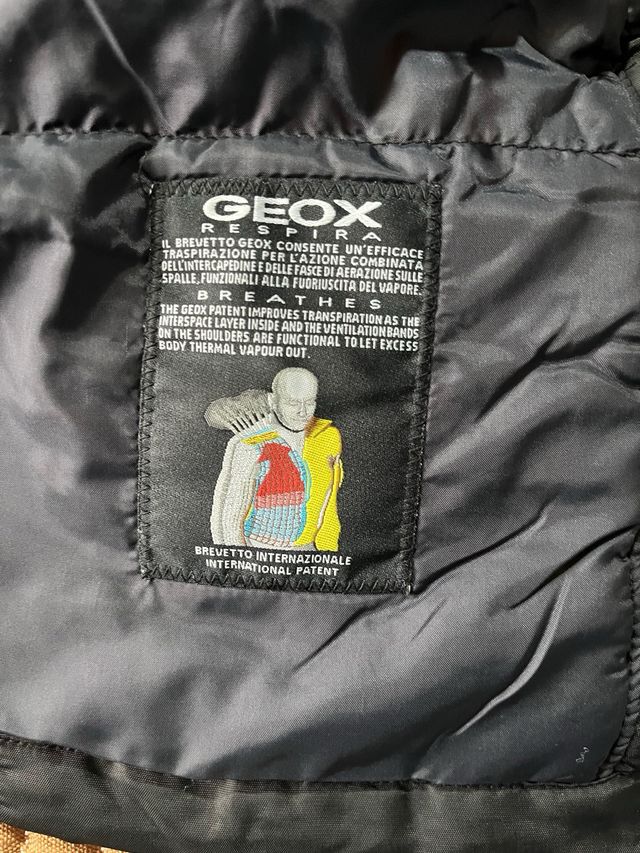 GEOX
RESPIRA
IL BREVETTO GEOX CONSENTE UN'EFFICACE
TRASPIRAZIONE PER L'AZIONE COMBINATA
DELL'INTERCAPEDINE E DELLE FASCE DI AERAZIONE SULLE
SPALLE, FUNZIONALI ALLA FUORIUSCITA DEL VAPORE.
BREATHES
THE GEOX PATENT IMPROVES TRANSPIRATION AS THE
INTERSPACE LAYER INSIDE AND THE VENTILATION BANDS
ON THE SHOULDERS ARE FUNCTIONAL TO LET EXCESS
BODY THERMAL VAPOUR OUT.
BREVETTO INTERNAZIONALE
INTERNATIONAL PATENT